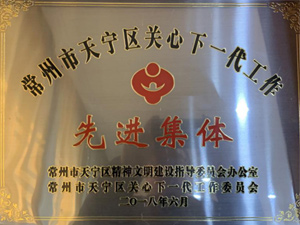 常州市天宁区关心下一代工作
先进集体
常州市天宁区精神文明建设指导委员会办公室
常州市天宁区关心下一代工作委员会
二〇一八年六月